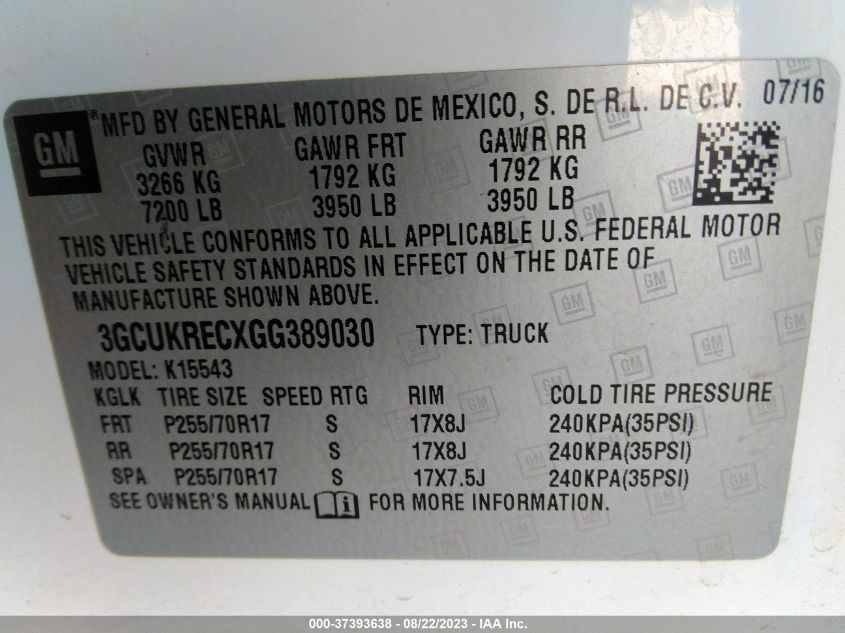 GM ® MFD BY GENERAL MOTORS DE MEXICO, S. DE R.L. DE C.V. 07/16
GVWR GAWR FRT GAWR RR
3266 KG 1792 KG 1792 KG
7200 LB 3950 LB 3950 LB
THIS VEHICLE CONFORMS TO ALL APPLICABLE U.S. FEDERAL MOTOR
VEHICLE SAFETY STANDARDS IN EFFECT ON THE DATE OF
MANUFACTURE SHOWN ABOVE.
3GCUKRECXGG389030 TYPE: TRUCK
MODEL: K15543
KGLK TIRE SIZE SPEED RTG RIM COLD TIRE PRESSURE
FRT P255/70R17 S 17X8J 240KPA(35PSI)
RR P255/70R17 S 17X8J 240KPA(35PSI)
SPA P255/70R17 S 17X7.5J 240KPA(35PSI)
SEE OWNER'S MANUAL i FOR MORE INFORMATION.
000-37393638 - 08/22/2023 - IAA Inc.